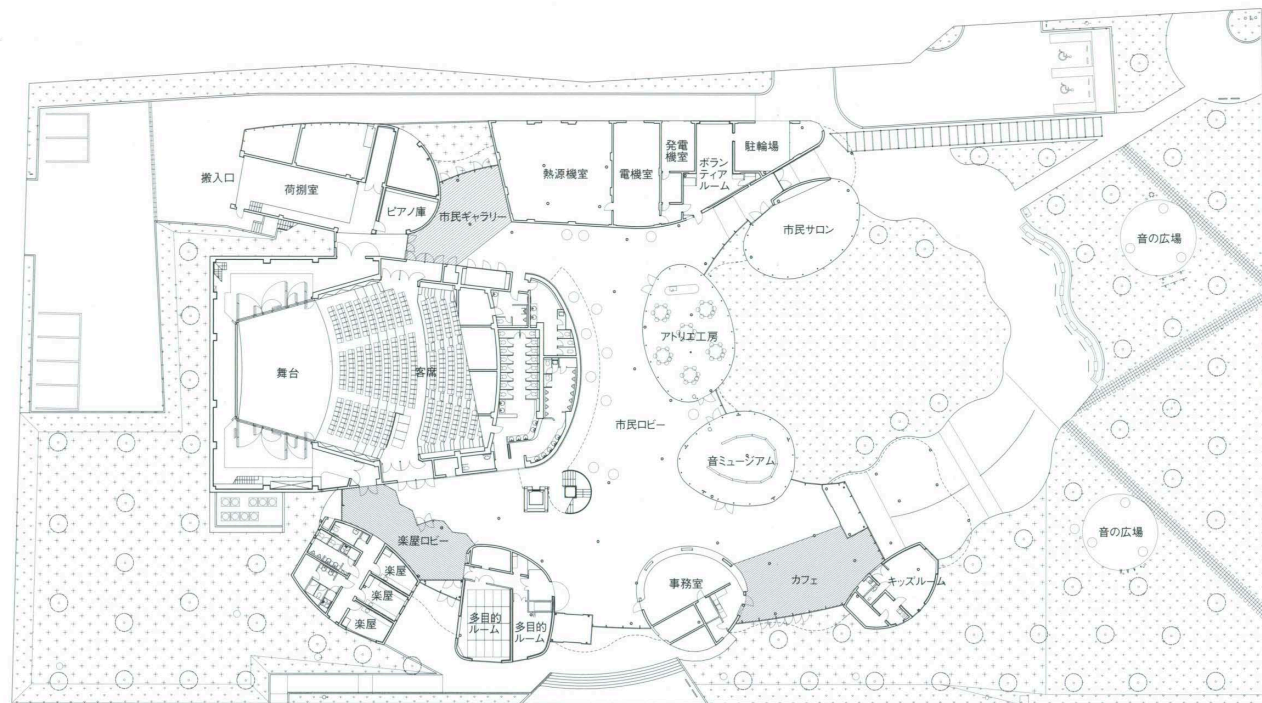 搬入口
荷捌室
ピアノ庫
市民ギャラリー
熱源機室
電機室
発電
機室
ボラン
ティア
ルーム
駐輪場
市民サロン
音の広場
舞台
客席
アトリエ工房
市民ロビー
音ミュージアム
音の広場
楽屋ロビー
楽屋
楽屋
楽屋
多目的
ルーム
多目的
ルーム
事務室
カフェ
キッズルーム